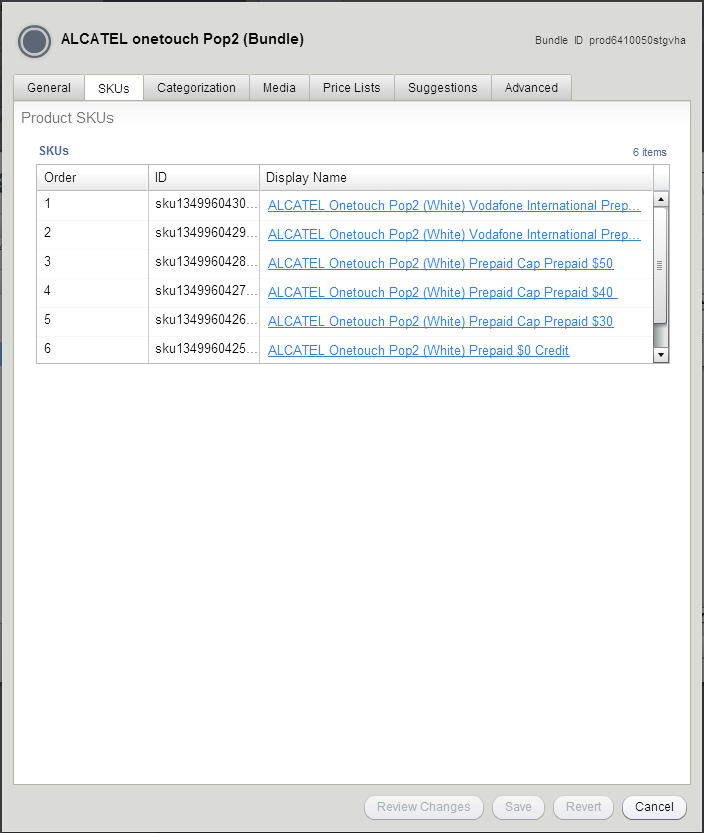 ALCATEL onetouch Pop2 (Bundle)
Bundle ID prod6410050stgvha
General SKUs Categorization Media Price Lists Suggestions Advanced
Product SKUs
SKUs 6 items
Order ID Display Name
1 sku1349960430... ALCATEL Onetouch Pop2 (White) Vodafone International Prep...
2 sku1349960429... ALCATEL Onetouch Pop2 (White) Vodafone International Prep...
3 sku1349960428... ALCATEL Onetouch Pop2 (White) Prepaid Cap Prepaid $50
4 sku1349960427... ALCATEL Onetouch Pop2 (White) Prepaid Cap Prepaid $40
5 sku1349960426... ALCATEL Onetouch Pop2 (White) Prepaid Cap Prepaid $30
6 sku1349960425... ALCATEL Onetouch Pop2 (White) Prepaid $0 Credit
Review Changes Save Revert Cancel